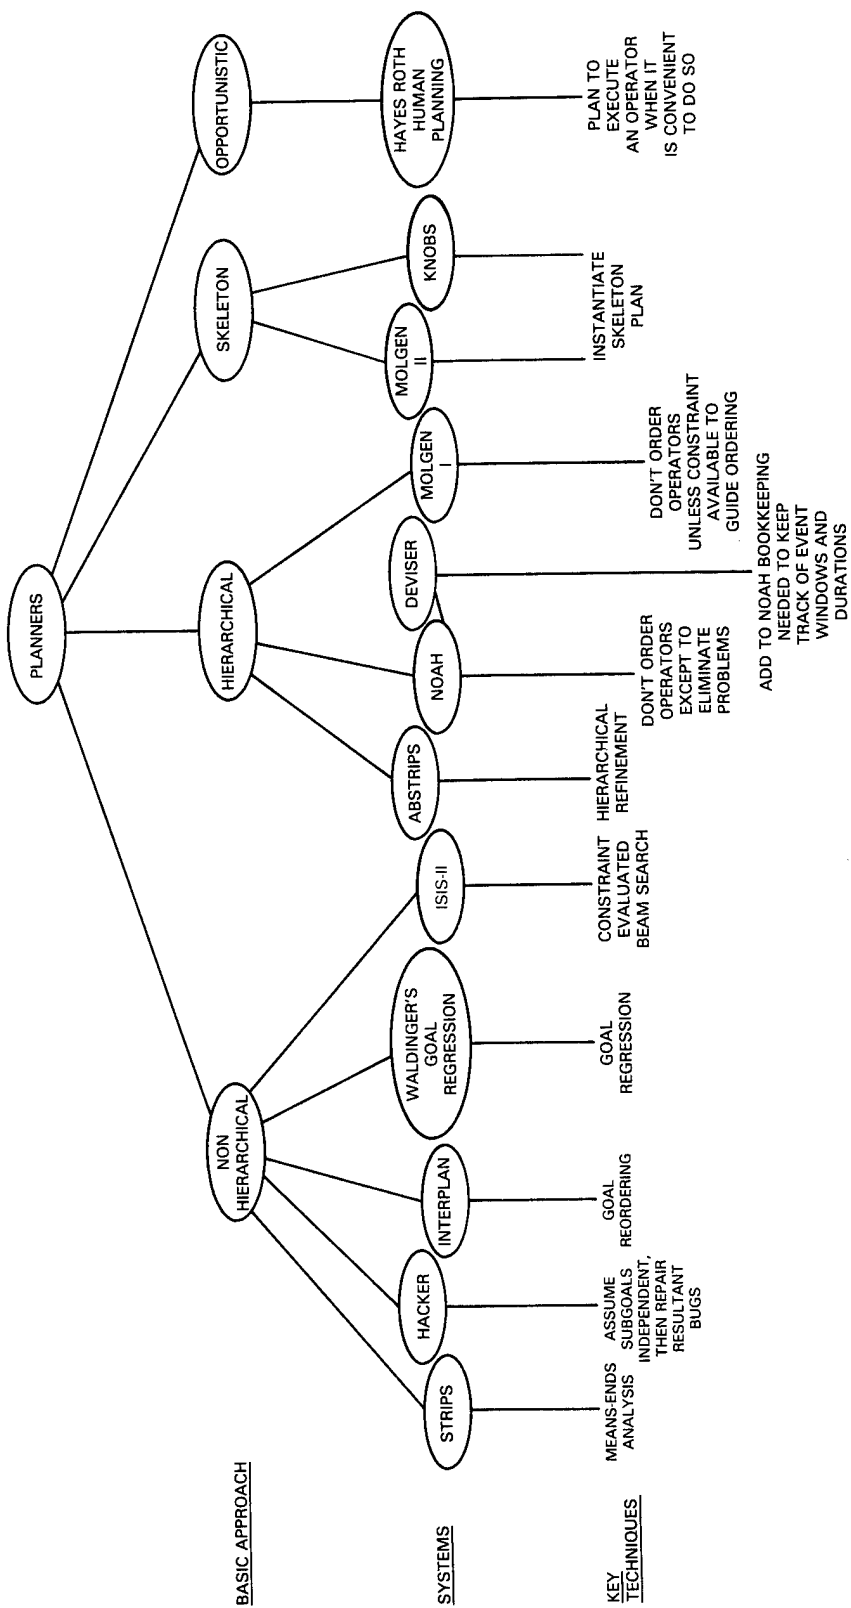 PLANNERS
BASIC APPROACH
NON
HIERARCHICAL
HIERARCHICAL
SKELETON
OPPORTUNISTIC
SYSTEMS
STRIPS
HACKER
INTERPLAN
WALDINGER'S
GOAL
REGRESSION
ISIS-II
ABSTRIPS
NOAH
DEVISER
MOLGEN
I
MOLGEN
II
KNOBS
HAYES ROTH
HUMAN
PLANNING
KEY
TECHNIQUES
MEANS-ENDS
ANALYSIS
ASSUME
SUBGOALS
INDEPENDENT,
THEN REPAIR
RESULTANT
BUGS
GOAL
REORDERING
GOAL
REGRESSION
CONSTRAINT
EVALUATED
BEAM SEARCH
HIERARCHICAL
REFINEMENT
DON'T ORDER
OPERATORS
EXCEPT TO
ELIMINATE
PROBLEMS
ADD TO NOAH BOOKKEEPING
NEEDED TO KEEP
TRACK OF EVENT
WINDOWS AND
DURATIONS
DON'T ORDER
OPERATORS
UNLESS CONSTRAINT
AVAILABLE TO
GUIDE ORDERING
INSTANTIATE
SKELETON
PLAN
PLAN TO
EXECUTE
AN OPERATOR
WHEN IT
IS CONVENIENT
TO DO SO